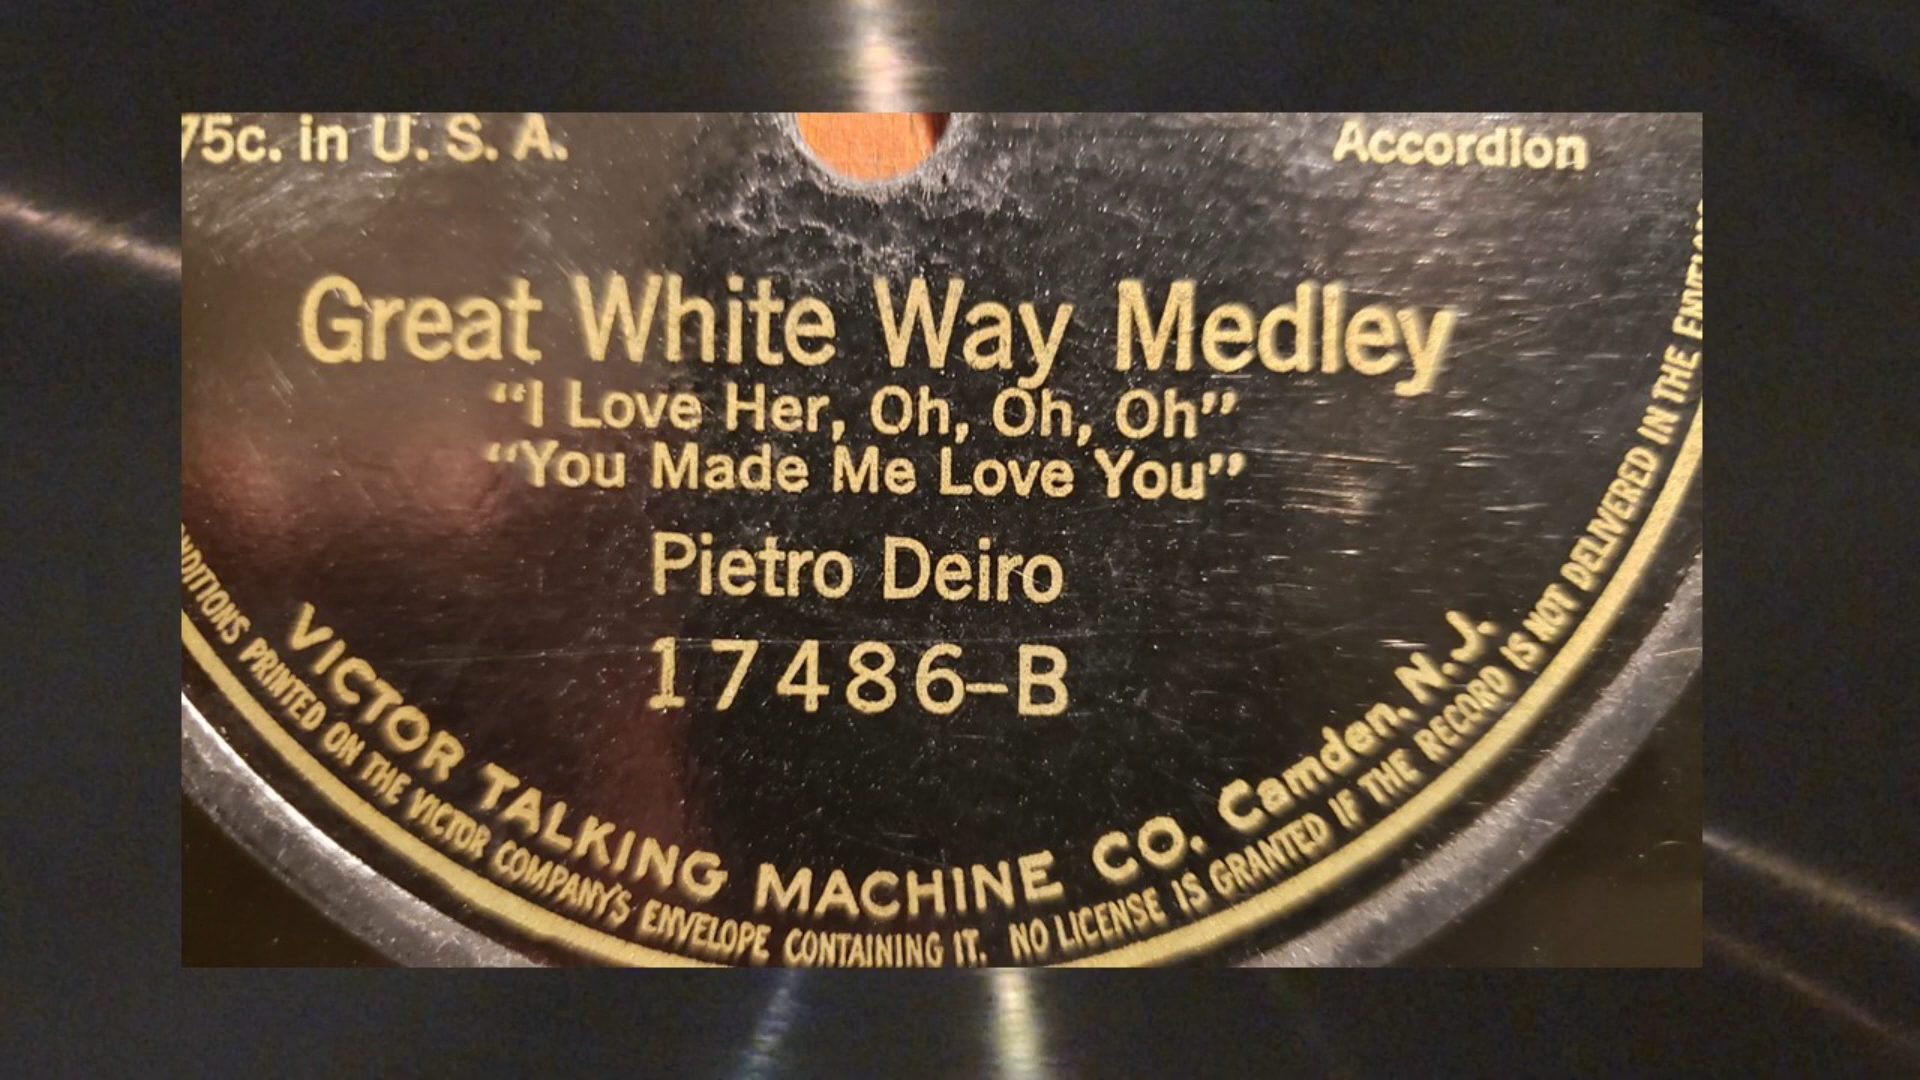 75c. in U. S. A.
Accordion
Great White Way Medley
“I Love Her, Oh, Oh, Oh”
“You Made Me Love You”
Pietro Deiro
17486-B
VICTOR TALKING MACHINE CO. Camden, N. J.
PRINTED ON THE VICTOR COMPANY'S ENVELOPE CONTAINING IT. NO LICENSE IS GRANTED IF THE RECORD IS NOT DELIVERED IN THE